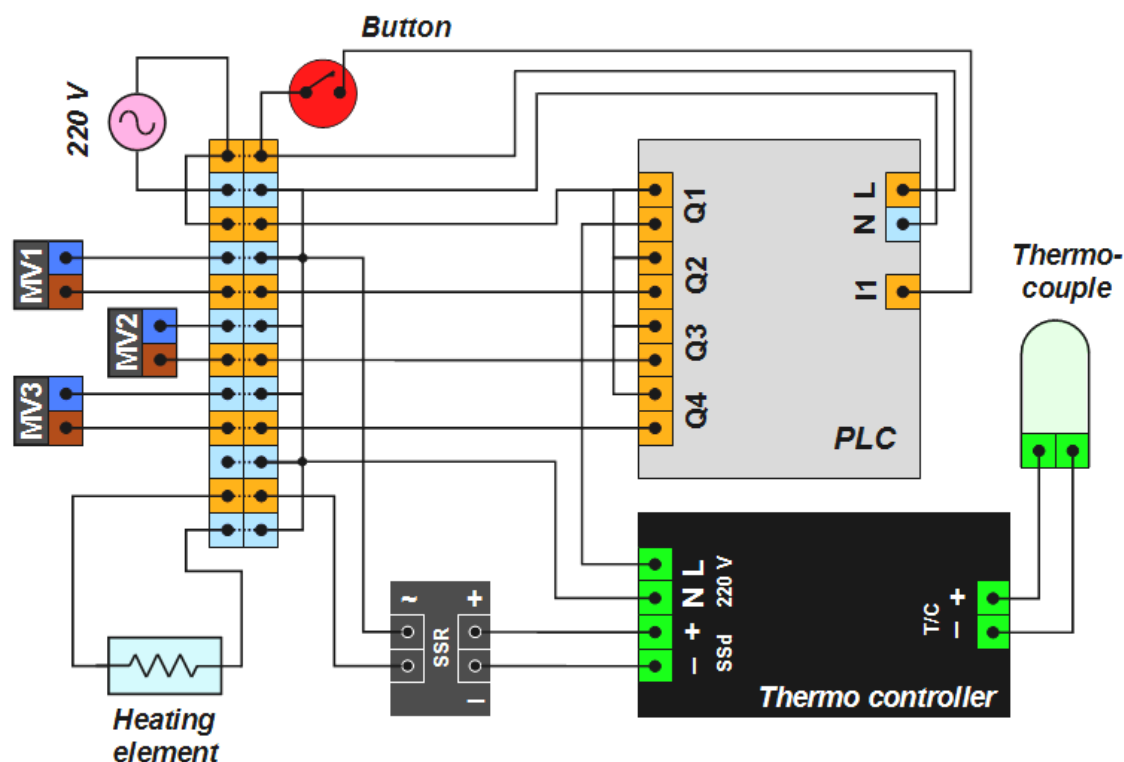 Button
220 V
MV1
MV2
MV3
Q1
Q2
Q3
Q4
N L
I1
PLC
Thermo-
couple
Heating
element
~ +
SSR
–
N L
220 V
– +
SSd
T/C
– +
Thermo controller